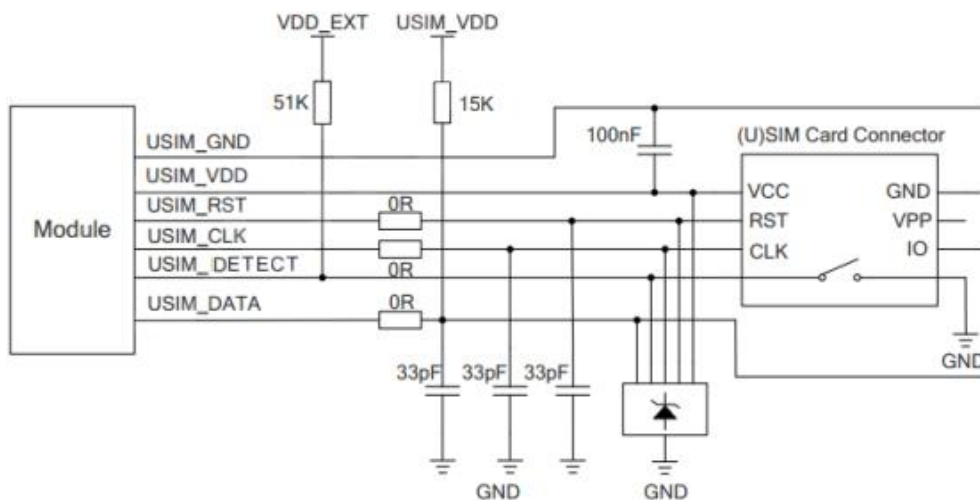 VDD_EXT USIM_VDD
51K 15K
USIM_GND
100nF
(U)SIM Card Connector
Module
USIM_VDD
VCC GND
USIM_RST
0R
RST VPP
USIM_CLK
CLK IO
USIM_DETECT
0R
USIM_DATA
0R
GND
33pF 33pF 33pF
GND GND